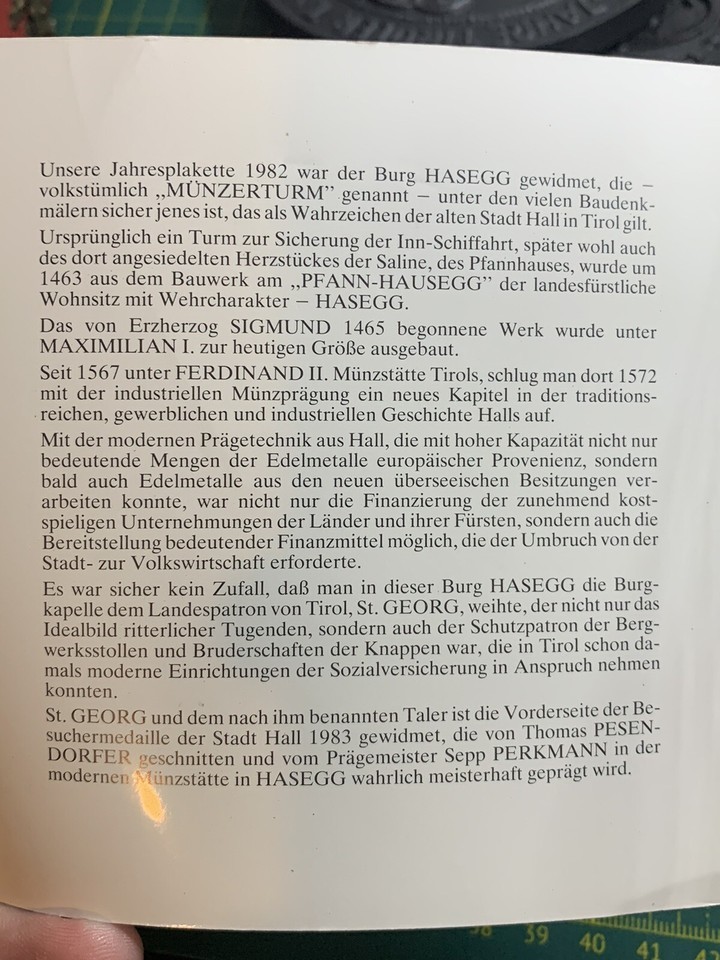 Unsere Jahresplakette 1982 war der Burg HASEGG gewidmet, die –
volkstümlich „MÜNZERTURM” genannt – unter den vielen Baudenk-
mälern sicher jenes ist, das als Wahrzeichen der alten Stadt Hall in Tirol gilt.
Ursprünglich ein Turm zur Sicherung der Inn-Schiffahrt, später wohl auch
des dort angesiedelten Herzstückes der Saline, des Pfannhauses, wurde um
1463 aus dem Bauwerk am „PFANN-HAUSEGG” der landesfürstliche
Wohnsitz mit Wehrcharakter – HASEGG.
Das von Erzherzog SIGMUND 1465 begonnene Werk wurde unter
MAXIMILIAN I. zur heutigen Größe ausgebaut.
Seit 1567 unter FERDINAND II. Münzstätte Tirols, schlug man dort 1572
mit der industriellen Münzprägung ein neues Kapitel in der traditions-
reichen, gewerblichen und industriellen Geschichte Halls auf.
Mit der modernen Prägetechnik aus Hall, die mit hoher Kapazität nicht nur
bedeutende Mengen der Edelmetalle europäischer Provenienz, sondern
bald auch Edelmetalle aus den neuen überseeischen Besitzungen ver-
arbeiten konnte, war nicht nur die Finanzierung der zunehmend kost-
spieligen Unternehmungen der Länder und ihrer Fürsten, sondern auch die
Bereitstellung bedeutender Finanzmittel möglich, die der Umbruch von der
Stadt- zur Volkswirtschaft erforderte.
Es war sicher kein Zufall, daß man in dieser Burg HASEGG die Burg-
kapelle dem Landespatron von Tirol, St. GEORG, weihte, der nicht nur das
Idealbild ritterlicher Tugenden, sondern auch der Schutzpatron der Berg-
werksstollen und Bruderschaften der Knappen war, die in Tirol schon da-
mals moderne Einrichtungen der Sozialversicherung in Anspruch nehmen
konnten.
St. GEORG und dem nach ihm benannten Taler ist die Vorderseite der Be-
suchermedaille der Stadt Hall 1983 gewidmet, die von Thomas PESEN-
DORFER geschnitten und vom Prägemeister Sepp PERKMANN in der
modernen Münzstätte in HASEGG wahrlich meisterhaft geprägt wird.
39 40 41